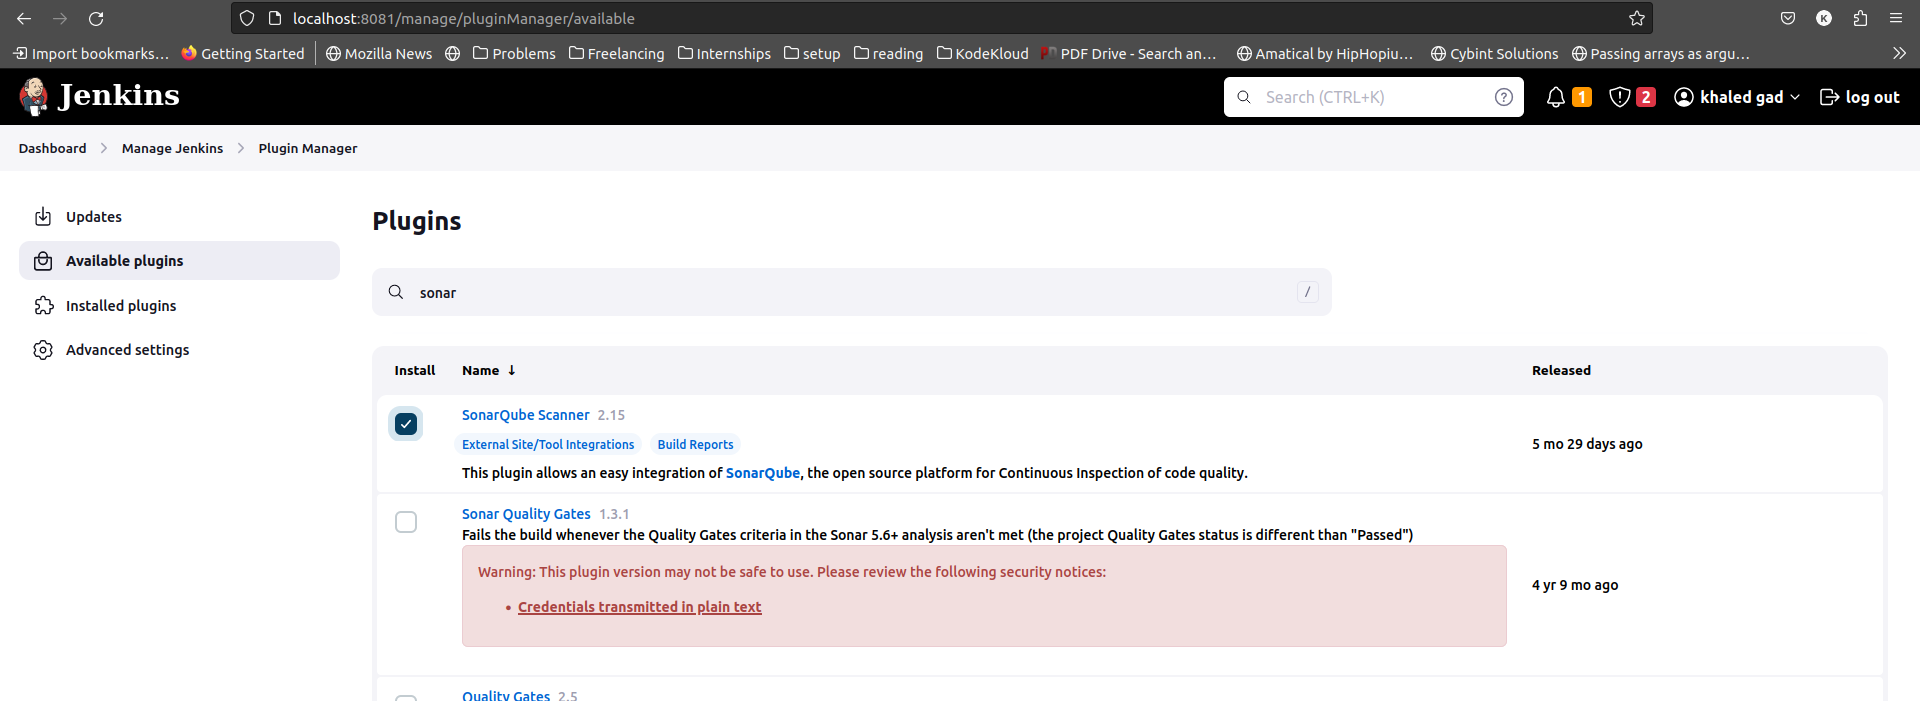 localhost:8081/manage/pluginManager/available
Import bookmarks... Getting Started Mozilla News Problems Freelancing Internships setup reading KodeKloud PDF Drive - Search an... Amatical by HipHopiu... Cybint Solutions Passing arrays as argu...
Jenkins Search (CTRL+K) ? 1 2 khaled gad log out
Dashboard Manage Jenkins Plugin Manager
Updates
Available plugins
Installed plugins
Advanced settings
Plugins
sonar /
Install Name ↓ Released
SonarQube Scanner 2.15
External Site/Tool Integrations Build Reports
5 mo 29 days ago
This plugin allows an easy integration of SonarQube, the open source platform for Continuous Inspection of code quality.
Sonar Quality Gates 1.3.1
Fails the build whenever the Quality Gates criteria in the Sonar 5.6+ analysis aren't met (the project Quality Gates status is different than "Passed")
Warning: This plugin version may not be safe to use. Please review the following security notices:
4 yr 9 mo ago
• Credentials transmitted in plain text
Quality Gates 2.5